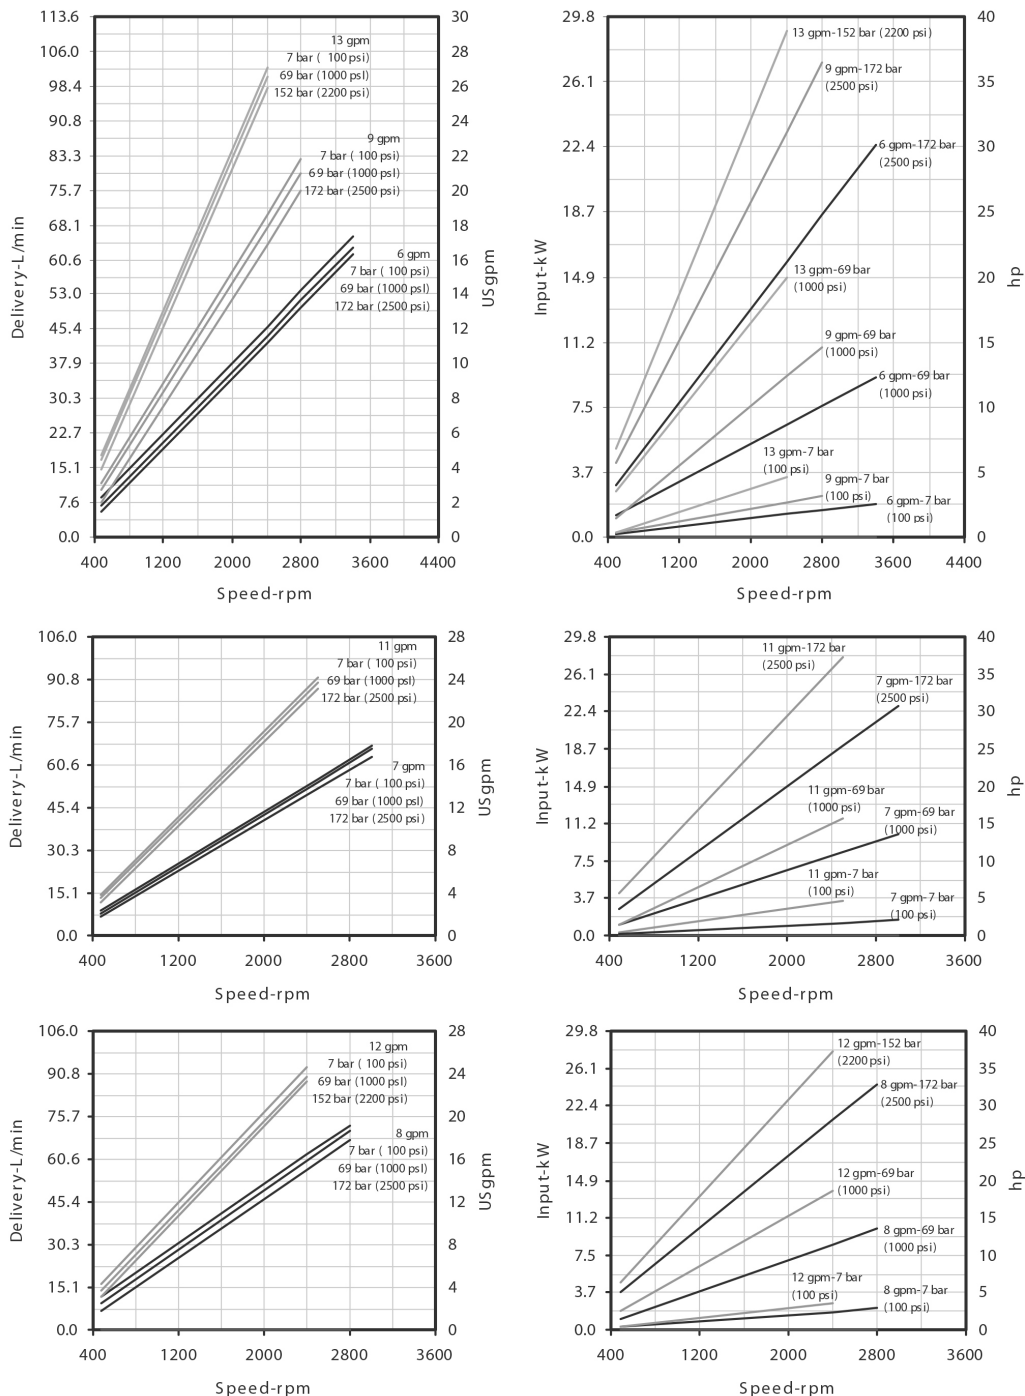 113.6
106.0
98.4
90.8
83.3
75.7
68.1
60.6
53.0
45.4
37.9
30.3
22.7
15.1
7.6
0.0
Delivery-L/min
30
28
26
24
22
20
18
16
14
12
10
8
6
4
2
0
USgpm
13 gpm
7 bar ( 100 psi)
69 bar (1000 psI)
152 bar (2200 psi)
9 gpm
7 bar ( 100 psi)
69 bar (1000 psi)
172 bar (2500 psi)
6 gpm
7 bar ( 100 psi)
69 bar (1000 psI)
172 bar (2500 psi)
400 1200 2000 2800 3600 4400
Speed-rpm
29.8
26.1
22.4
18.7
14.9
11.2
7.5
3.7
0.0
Input-kW
40
35
30
25
20
15
10
5
0
hp
13 gpm-152 bar (2200 psi)
9 gpm-172 bar
(2500 psi)
6 gpm-172 bar
(2500 psi)
13 gpm-69 bar
(1000 psi)
9 gpm-69 bar
(1000 psi)
6 gpm-69 bar
(1000 psi)
13 gpm-7 bar
(100 psi)
9 gpm-7 bar
(100 psi)
6 gpm-7 bar
(100 psi)
400 1200 2000 2800 3600 4400
Speed-rpm
106.0
90.8
75.7
60.6
45.4
30.3
15.1
0.0
Delivery-L/min
28
24
20
16
12
8
4
0
USgpm
11 gpm
7 bar ( 100 psi)
69 bar (1000 psI)
172 bar (2500 psi)
7 gpm
7 bar ( 100 psi)
69 bar (1000 psI)
172 bar (2500 psi)
400 1200 2000 2800 3600
Speed-rpm
29.8
26.1
22.4
18.7
14.9
11.2
7.5
3.7
0.0
Input-kW
40
35
30
25
20
15
10
5
0
hp
11 gpm-172 bar
(2500 psi)
7 gpm-172 bar
(2500 psi)
11 gpm-69 bar
(1000 psi)
7 gpm-69 bar
(1000 psi)
11 gpm-7 bar
(100 psi)
7 gpm-7 bar
(100 psi)
400 1200 2000 2800 3600
Speed-rpm
106.0
90.8
75.7
60.6
45.4
30.3
15.1
0.0
Delivery-L/min
28
24
20
16
12
8
4
0
USgpm
12 gpm
7 bar ( 100 psi)
69 bar (1000 psI)
152 bar (2200 psi)
8 gpm
7 bar ( 100 psi)
69 bar (1000 psI)
172 bar (2500 psi)
400 1200 2000 2800 3600
Speed-rpm
29.8
26.1
22.4
18.7
14.9
11.2
7.5
3.7
0.0
Input-kW
40
35
30
25
20
15
10
5
0
hp
12 gpm-152 bar
(2200 psi)
8 gpm-172 bar
(2500 psi)
12 gpm-69 bar
(1000 psi)
8 gpm-69 bar
(1000 psi)
12 gpm-7 bar
(100 psi)
8 gpm-7 bar
(100 psi)
400 1200 2000 2800 3600
Speed-rpm